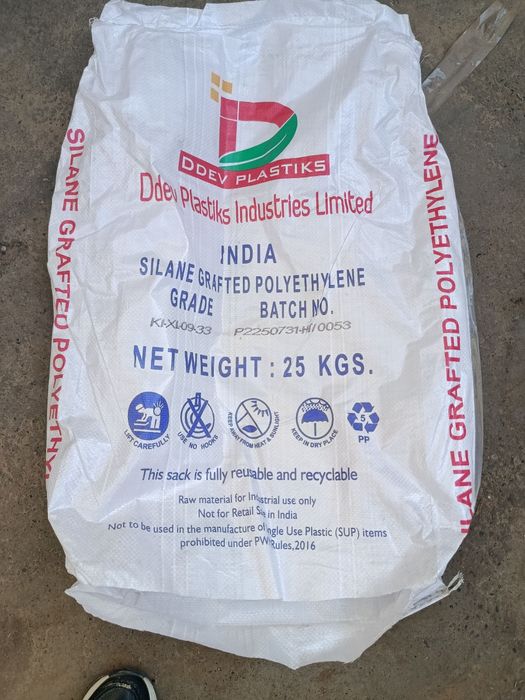 DDEV PLASTIKS
Ddev Plastiks Industries Limited
INDIA
SILANE GRAFTED POLYETHYLENE
GRADE BATCH NO.
KI-XL-09-33 P2250731-HI/0053
NET WEIGHT : 25 KGS.
LIFT CAREFULLY
USE NO HOOKS
KEEP AWAY FROM HEAT & SUNLIGHT
KEEP IN DRY PLACE
5
PP
This sack is fully reusable and recyclable
Raw material for Industrial use only
Not for Retail Sale in India
Not to be used in the manufacture of Single Use Plastic (SUP) items
prohibited under PWM Rules,2016
SILANE GRAFTED POLYETHYL
ILANE GRAFTED POLYETHYLENE